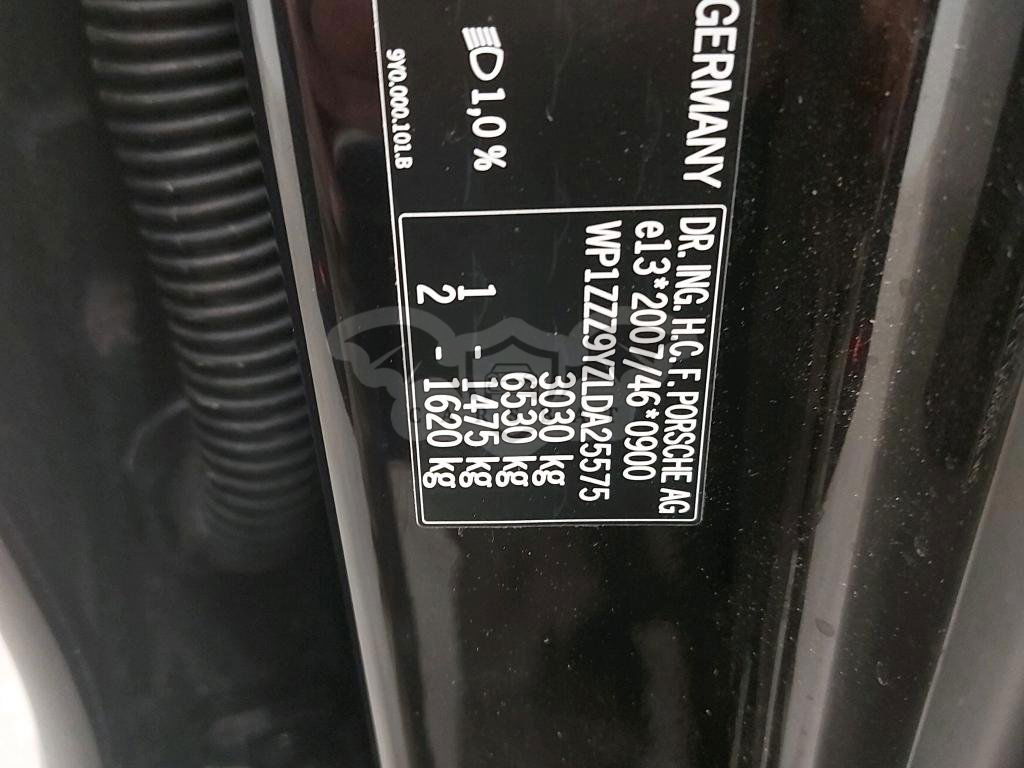 GERMANY
1,0 %
9Y0.000.101.B
DR. ING. H.C. F. PORSCHE AG
e13*2007/46*0900
WP1ZZZ9YZLDA25575
3030 kg
6530 kg
1 - 1475 kg
2 - 1620 kg